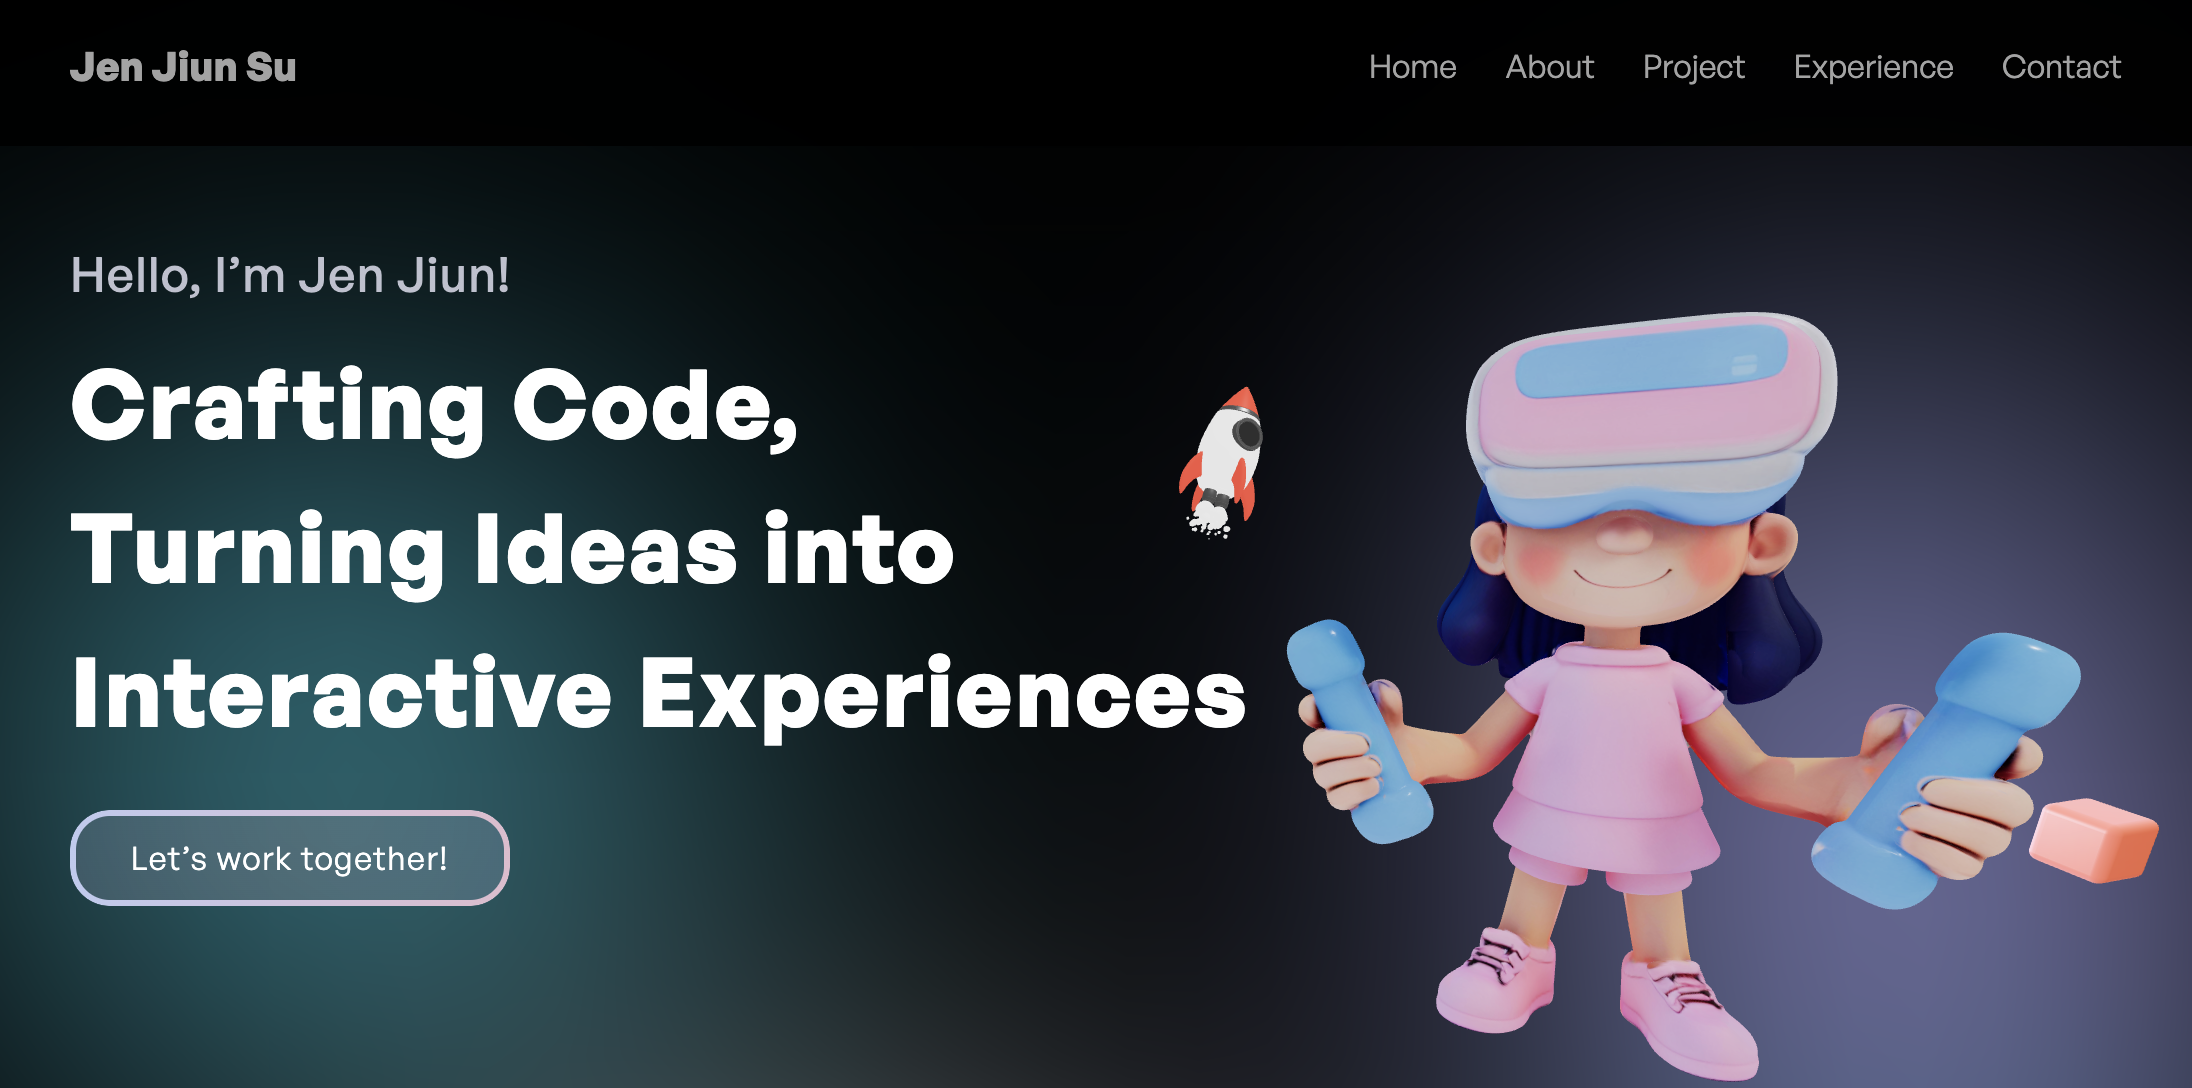 Jen Jiun Su
Home About Project Experience Contact
Hello, I’m Jen Jiun!
Crafting Code,
Turning Ideas into
Interactive Experiences
Let’s work together!